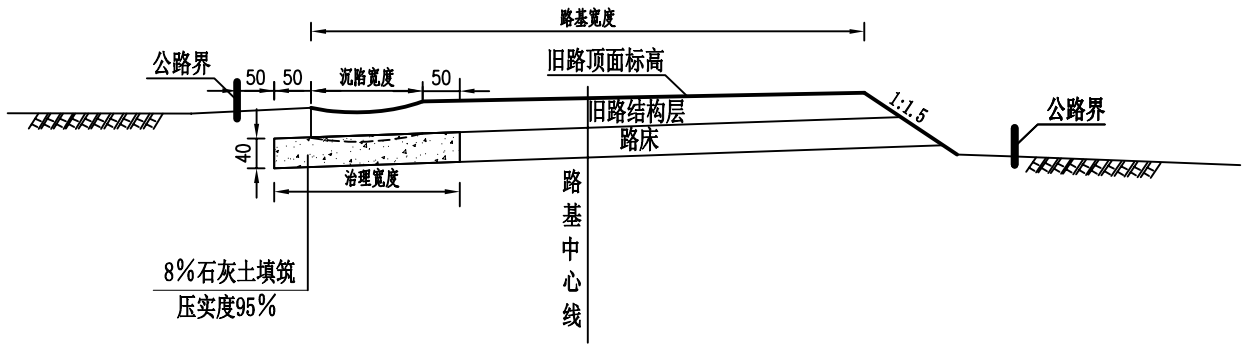 路基宽度
公路界
50
50
沉陷宽度
50
旧路顶面标高
旧路结构层
路床
1:1.5
公路界
40
治理宽度
路基中心线
8%石灰土填筑
压实度95%